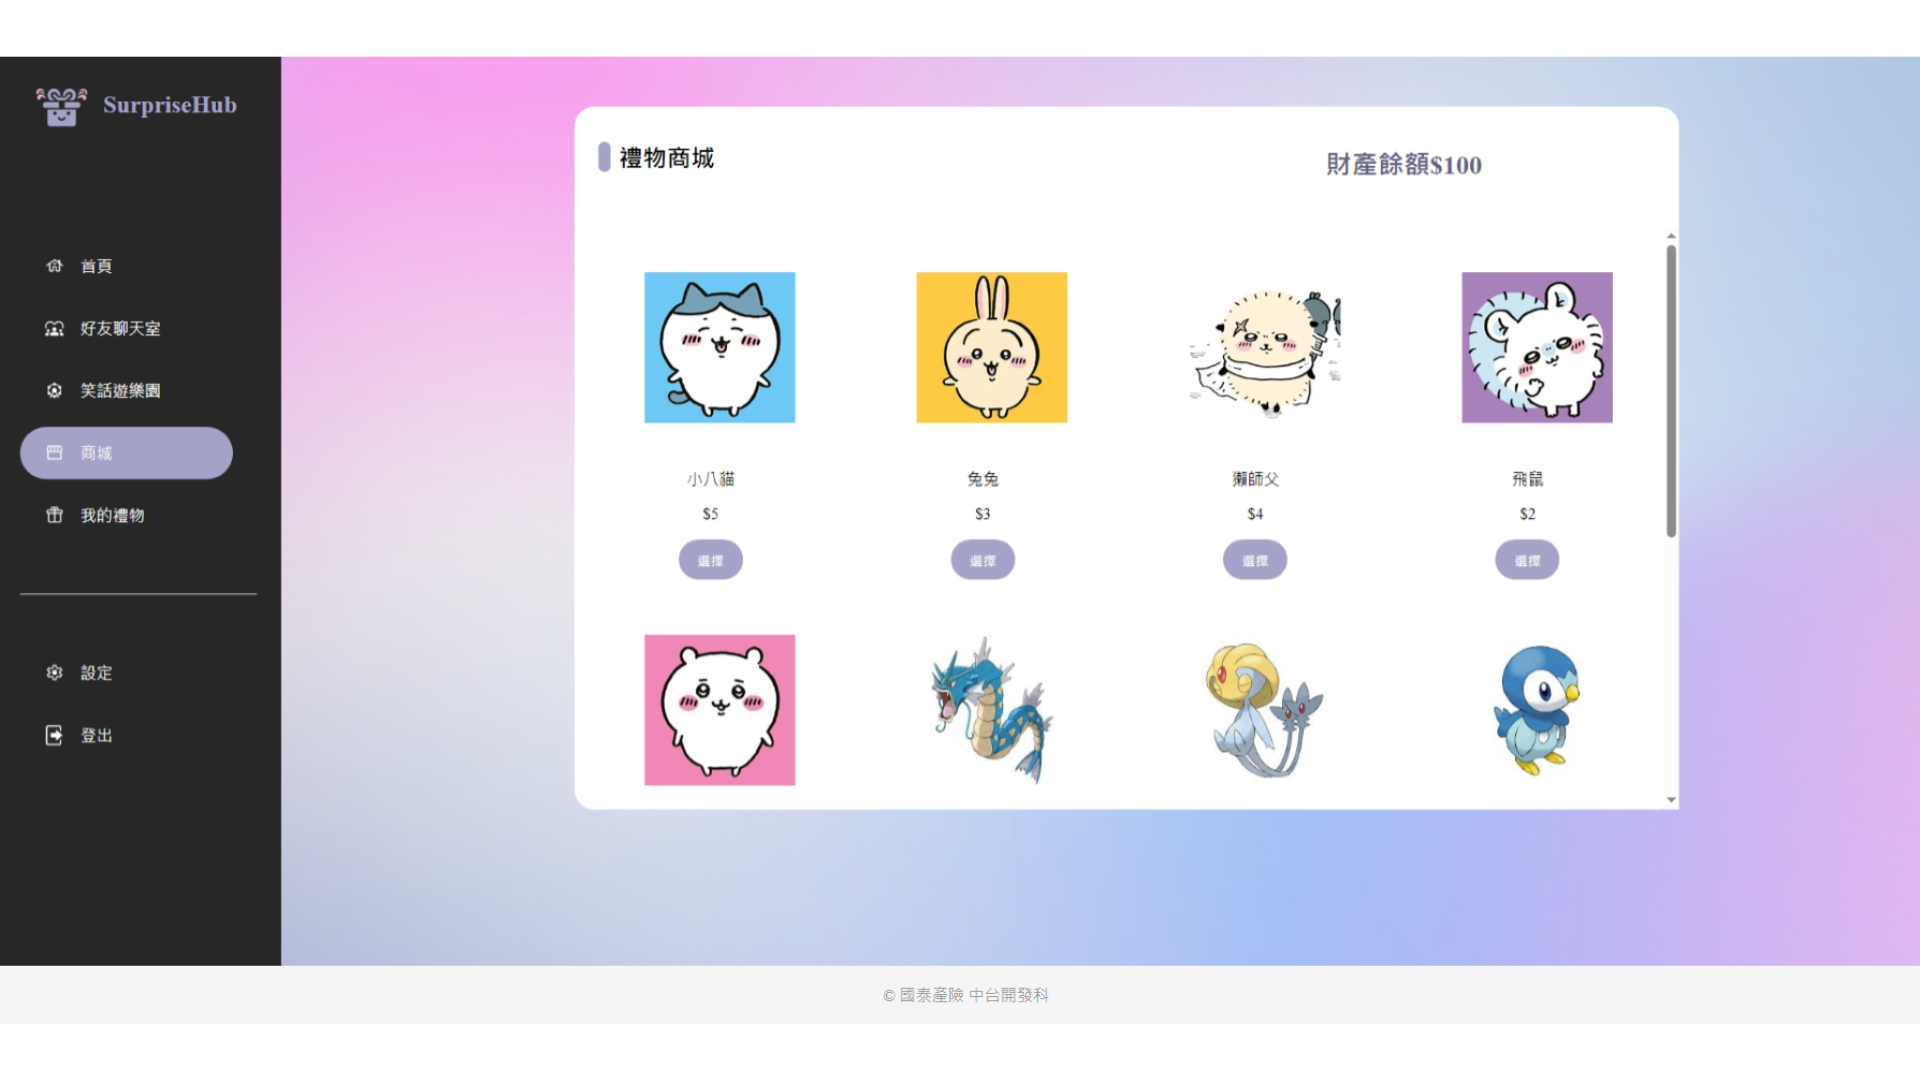 SurpriseHub
首頁
好友聊天室
笑話遊樂園
商城
我的禮物
設定
登出
禮物商城
財產餘額$100
小八貓
$5
選擇
兔兔
$3
選擇
獺師父
$4
選擇
飛鼠
$2
選擇
© 國泰產險 中台開發科